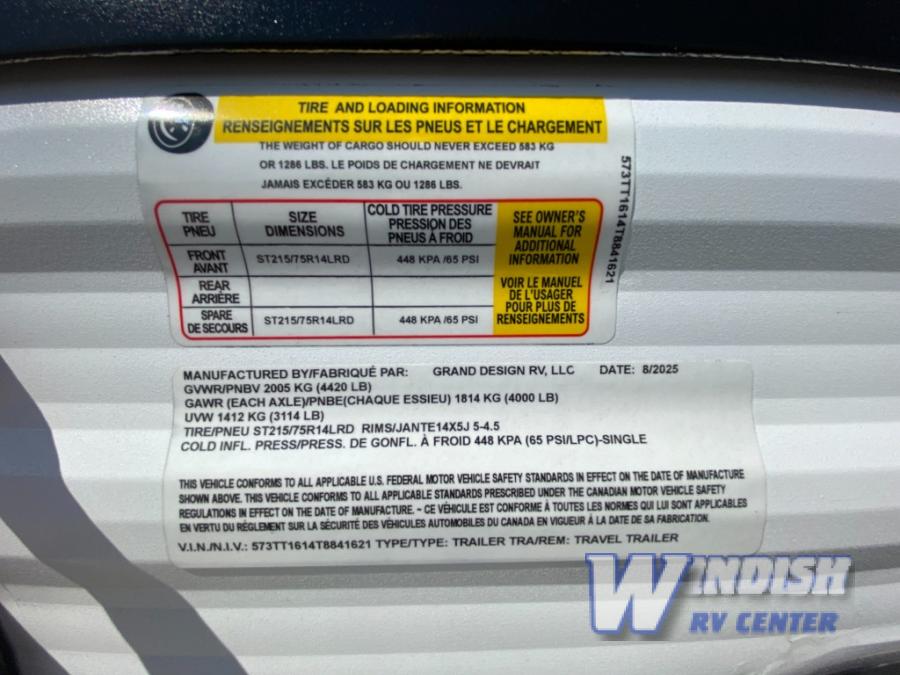 TIRE AND LOADING INFORMATION
RENSEIGNEMENTS SUR LES PNEUS ET LE CHARGEMENT
THE WEIGHT OF CARGO SHOULD NEVER EXCEED 583 KG
OR 1286 LBS. LE POIDS DE CHARGEMENT NE DEVRAIT
JAMAIS EXCÉDER 583 KG OU 1286 LBS.
TIRE
PNEU
SIZE
DIMENSIONS
COLD TIRE PRESSURE
PRESSION DES
PNEUS À FROID
FRONT
AVANT
ST215/75R14LRD
448 KPA /65 PSI
REAR
ARRIÈRE
SPARE
DE SECOURS
ST215/75R14LRD
448 KPA /65 PSI
SEE OWNER'S
MANUAL FOR
ADDITIONAL
INFORMATION
VOIR LE MANUEL
DE L'USAGER
POUR PLUS DE
RENSEIGNEMENTS
573TT1614T8841621
MANUFACTURED BY/FABRIQUÉ PAR: GRAND DESIGN RV, LLC DATE: 8/2025
GVWR/PNBV 2005 KG (4420 LB)
GAWR (EACH AXLE)/PNBE(CHAQUE ESSIEU) 1814 KG (4000 LB)
UVW 1412 KG (3114 LB)
TIRE/PNEU ST215/75R14LRD RIMS/JANTE14X5J 5-4.5
COLD INFL. PRESS/PRESS. DE GONFL. À FROID 448 KPA (65 PSI/LPC)-SINGLE
THIS VEHICLE CONFORMS TO ALL APPLICABLE U.S. FEDERAL MOTOR VEHICLE SAFETY STANDARDS IN EFFECT ON THE DATE OF MANUFACTURE
SHOWN ABOVE. THIS VEHICLE CONFORMS TO ALL APPLICABLE STANDARDS PRESCRIBED UNDER THE CANADIAN MOTOR VEHICLE SAFETY
REGULATIONS IN EFFECT ON THE DATE OF MANUFACTURE. - CE VÉHICULE EST CONFORME À TOUTES LES NORMES QUI LUI SONT APPLICABLES
EN VERTU DU RÉGLEMENT SUR LA SÉCURITÉ DES VÉHICULES AUTOMOBILES DU CANADA EN VIGUEUR À LA DATE DE SA FABRICATION.
V.I.N./N.I.V.: 573TT1614T8841621 TYPE/TYPE: TRAILER TRA/REM: TRAVEL TRAILER
WINDISH
RV CENTER